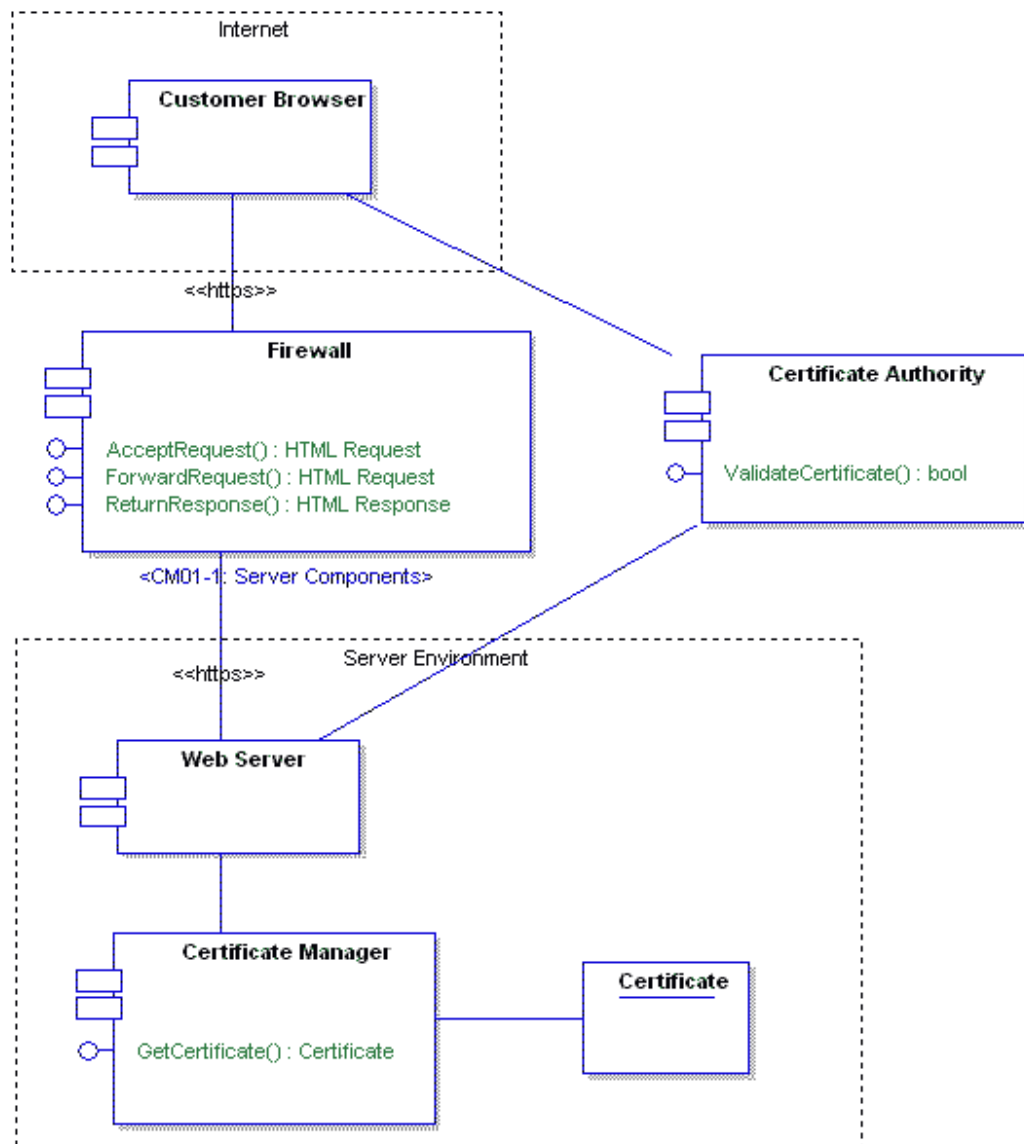 Internet
Customer Browser
<<https>>
Firewall
AcceptRequest() : HTML Request
ForwardRequest() : HTML Request
ReturnResponse() : HTML Response
Certificate Authority
ValidateCertificate() : bool
<CM01-1: Server Components>
Server Environment
<<https>>
Web Server
Certificate Manager
GetCertificate() : Certificate
Certificate